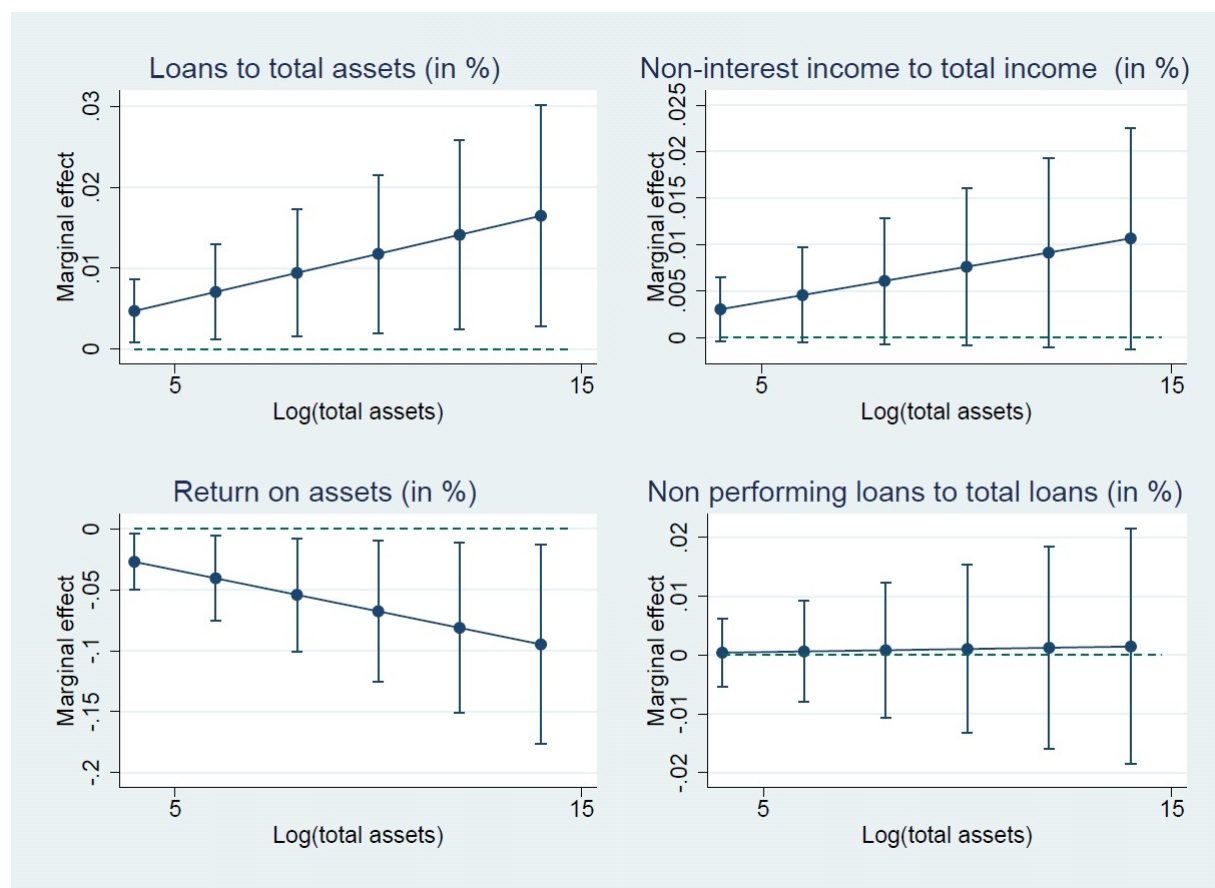 Loans to total assets (in %)
Marginal effect
.03
.02
.01
0
5
15
Log(total assets)
Non-interest income to total income (in %)
Marginal effect
.025
.02
.015
.01
.005
0
5
15
Log(total assets)
Return on assets (in %)
Marginal effect
0
-.05
-.1
-.15
-.2
5
15
Log(total assets)
Non performing loans to total loans (in %)
Marginal effect
.02
.01
0
-.01
-.02
5
15
Log(total assets)